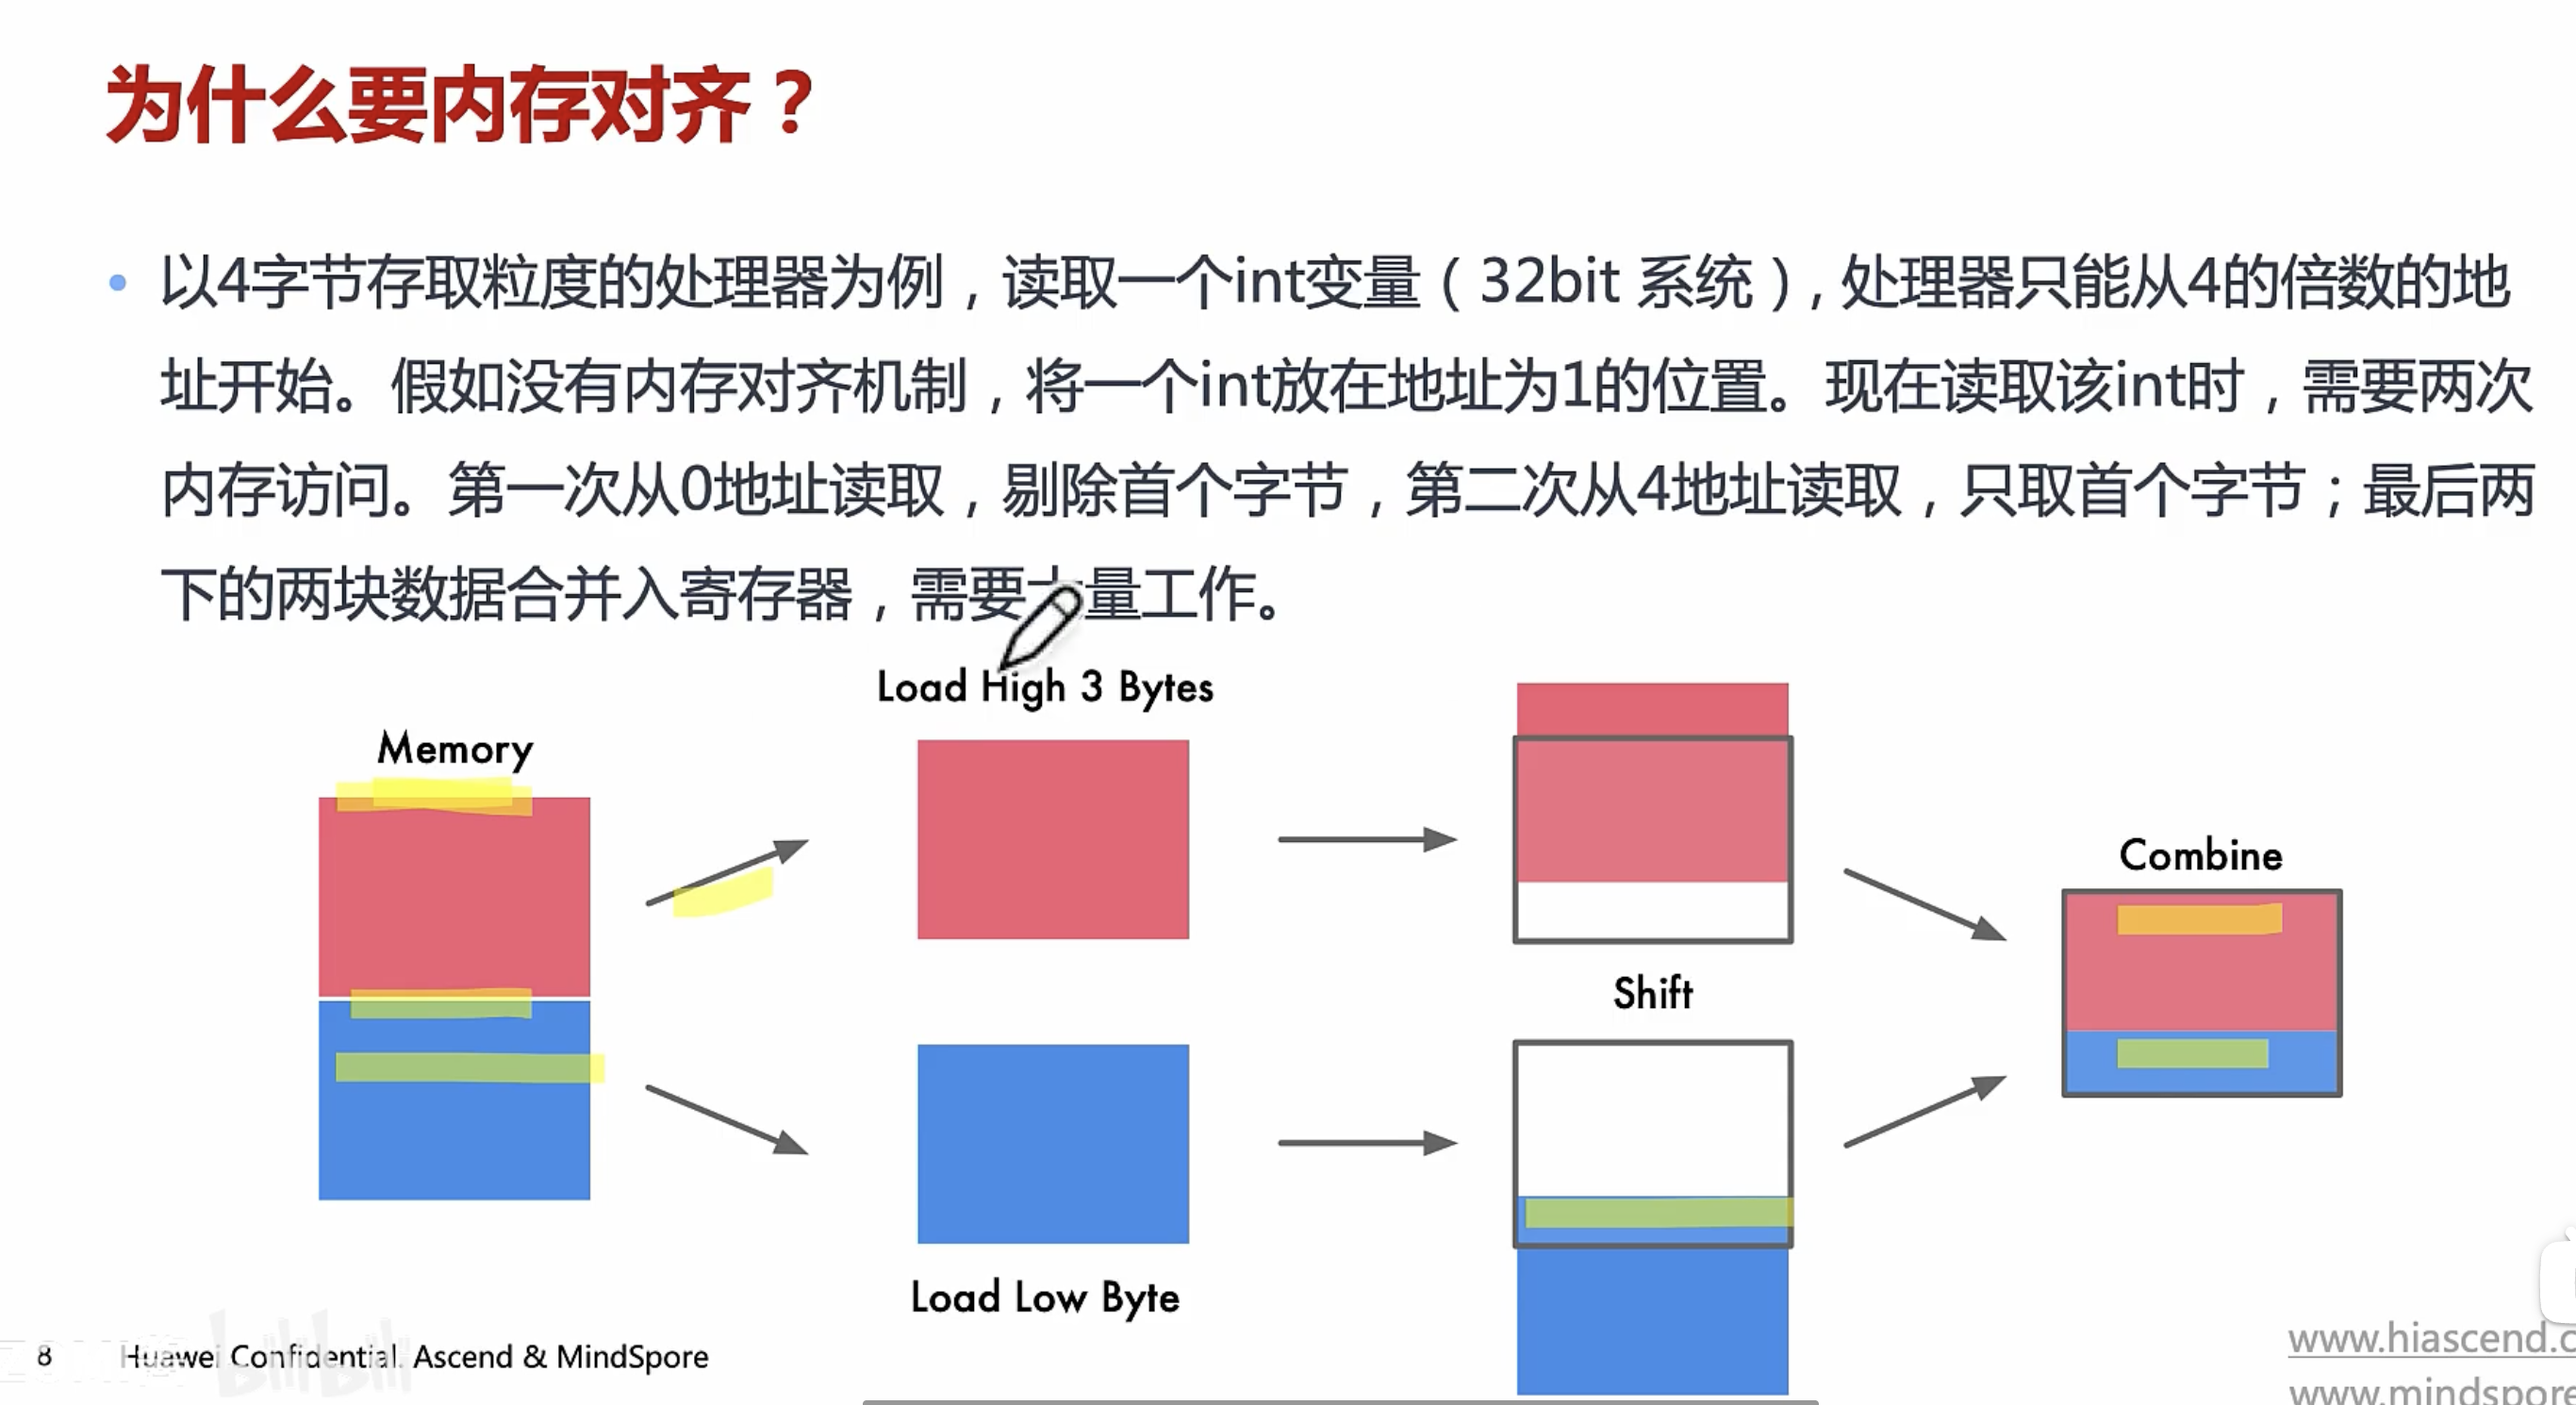 为什么要内存对齐？
• 以4字节存取粒度的处理器为例，读取一个int变量（32bit 系统）, 处理器只能从4的倍数的地
址开始。假如没有内存对齐机制，将一个int放在地址为1的位置。现在读取该int时，需要两次
内存访问。第一次从0地址读取，剔除首个字节，第二次从4地址读取，只取首个字节；最后两
下的两块数据合并入寄存器，需要大量工作。
Load High 3 Bytes
Memory
Combine
Shift
Load Low Byte
8
Huawei Confidential. Ascend & MindSpore
bilibili
www.hiascend.c
www.mindspore